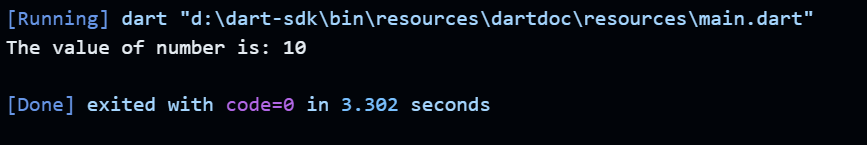 [Running] dart "d:\dart-sdk\bin\resources\dartdoc\resources\main.dart"
The value of number is: 10
[Done] exited with code=0 in 3.302 seconds